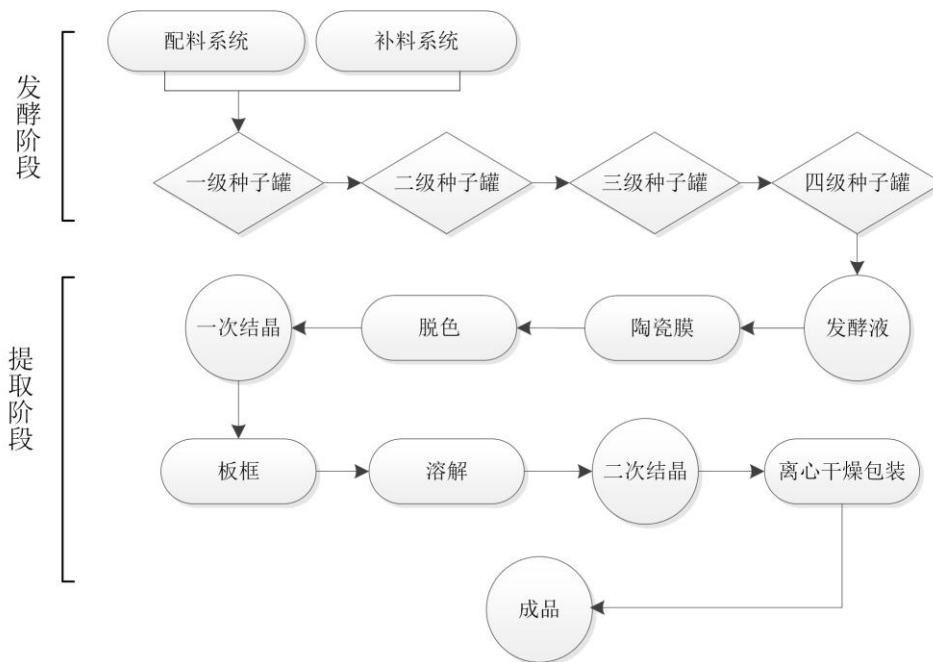 发酵阶段
配料系统
补料系统
一级种子罐
二级种子罐
三级种子罐
四级种子罐
提取阶段
发酵液
陶瓷膜
脱色
一次结晶
板框
溶解
二次结晶
离心干燥包装
成品